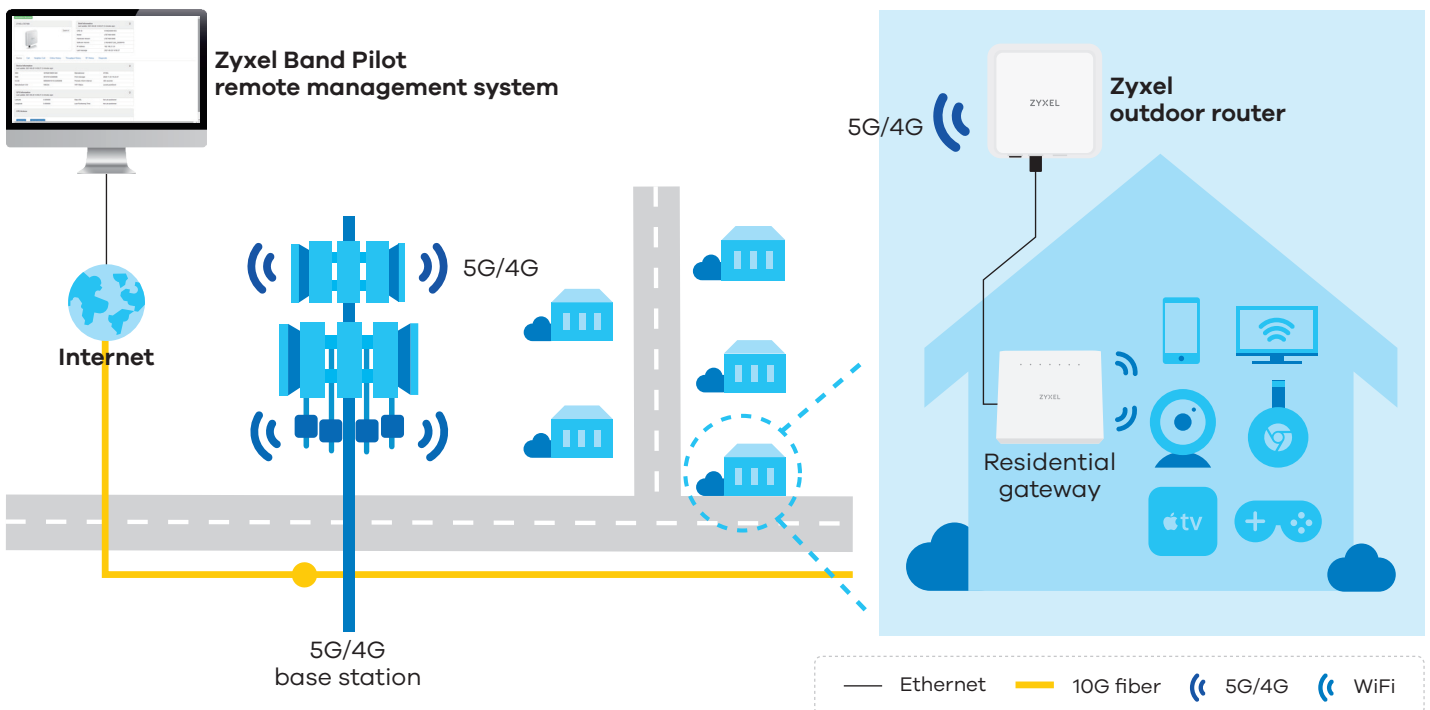 Zyxel Band Pilot
remote management system
Internet
5G/4G
5G/4G
base station
5G/4G
ZYXEL
Zyxel
outdoor router
ZYXEL
Residential
gateway
tv
Ethernet
10G fiber
5G/4G
WiFi